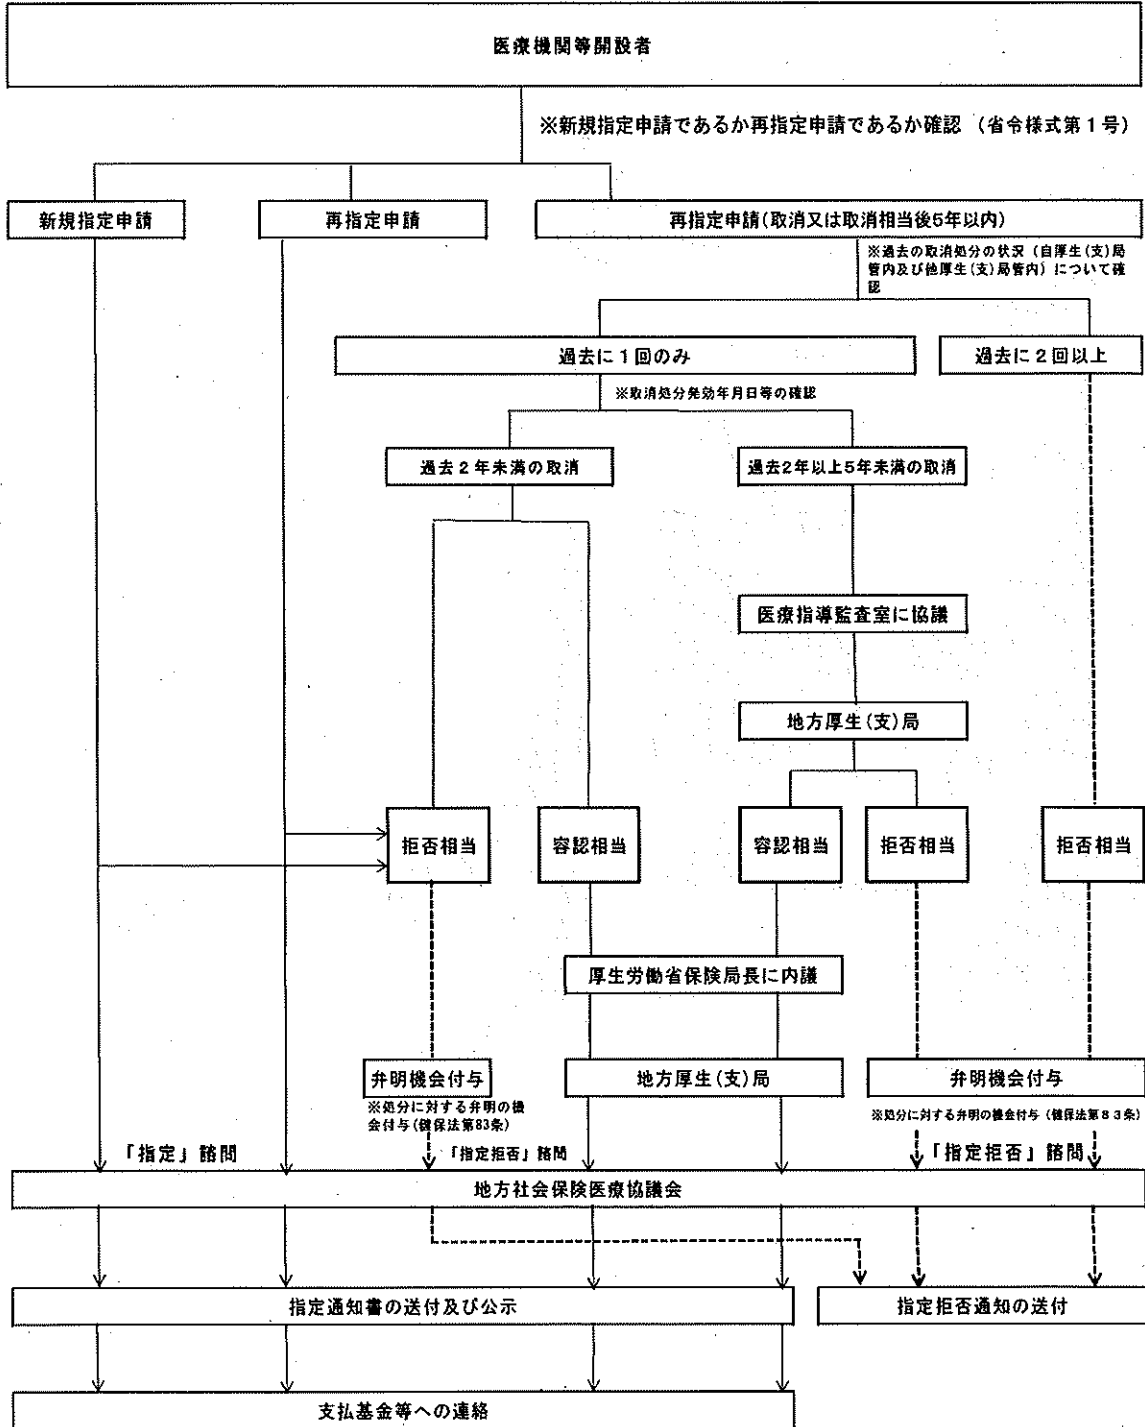 医療機関等開設者
※新規指定申請であるか再指定申請であるか確認 （省令様式第１号）
新規指定申請
再指定申請
再指定申請(取消又は取消相当後5年以内)
※過去の取消処分の状況（自厚生(支)局
管内及び他厚生(支)局管内）について確
認
過去に１回のみ
過去に２回以上
※取消処分発効年月日等の確認
過去２年未満の取消
過去2年以上5年未満の取消
医療指導監査室に協議
地方厚生(支)局
拒否相当
容認相当
容認相当
拒否相当
拒否相当
厚生労働省保険局長に内議
弁明機会付与
地方厚生(支)局
弁明機会付与
※処分に対する弁明の機
会付与(健保法第83条)
※処分に対する弁明の機会付与（健保法第８３条）
「指定」諮問
「指定拒否」諮問
「指定拒否」諮問
地方社会保険医療協議会
指定通知書の送付及び公示
指定拒否通知の送付
支払基金等への連絡